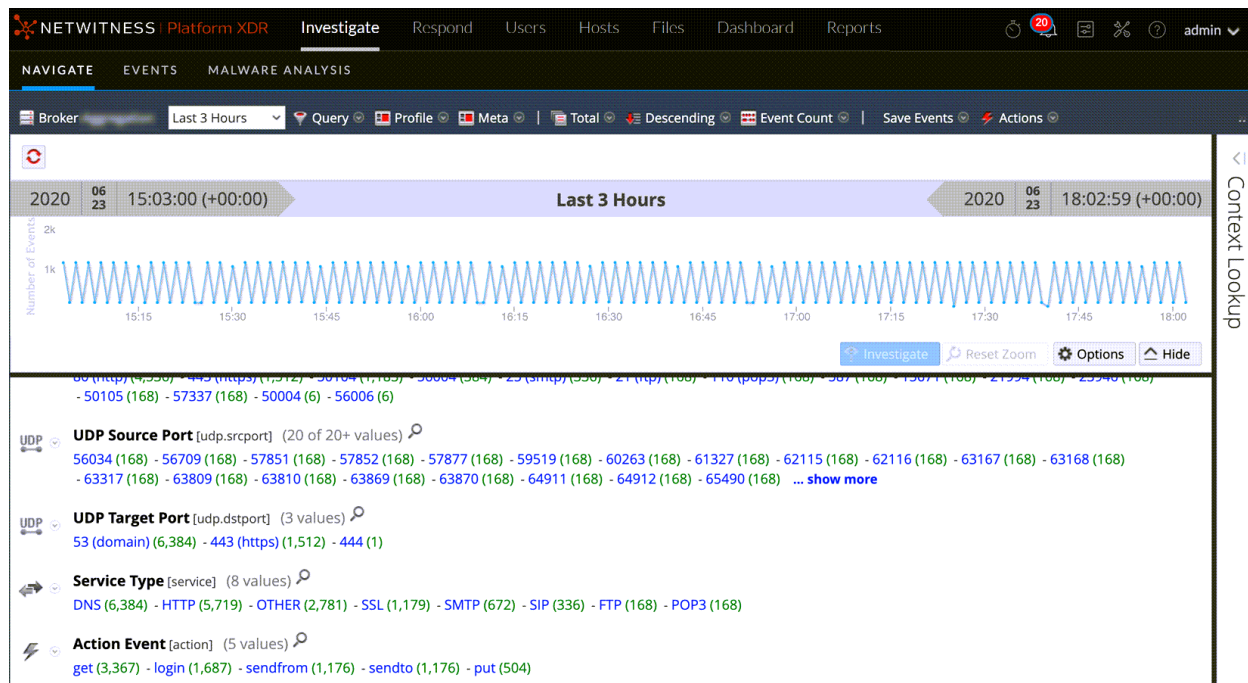 NETWITNESS | Platform XDR Investigate Respond Users Hosts Files Dashboard Reports 20 admin
NAVIGATE EVENTS MALWARE ANALYSIS
Broker Last 3 Hours Query Profile Meta | Total Descending Event Count | Save Events Actions ..
2020 06 23 15:03:00 (+00:00) Last 3 Hours 2020 06 23 18:02:59 (+00:00)
Context Lookup
Number of Events
2k
1k
15:15 15:30 15:45 16:00 16:15 16:30 16:45 17:00 17:15 17:30 17:45 18:00
Investigate Reset Zoom Options Hide
- 50105 (168) - 57337 (168) - 50004 (6) - 56006 (6)
UDP UDP Source Port [udp.srcport] (20 of 20+ values)
56034 (168) - 56709 (168) - 57851 (168) - 57852 (168) - 57877 (168) - 59519 (168) - 60263 (168) - 61327 (168) - 62115 (168) - 62116 (168) - 63167 (168) - 63168 (168)
- 63317 (168) - 63809 (168) - 63810 (168) - 63869 (168) - 63870 (168) - 64911 (168) - 64912 (168) - 65490 (168) ... show more
UDP UDP Target Port [udp.dstport] (3 values)
53 (domain) (6,384) - 443 (https) (1,512) - 444 (1)
Service Type [service] (8 values)
DNS (6,384) - HTTP (5,719) - OTHER (2,781) - SSL (1,179) - SMTP (672) - SIP (336) - FTP (168) - POP3 (168)
Action Event [action] (5 values)
get (3,367) - login (1,687) - sendfrom (1,176) - sendto (1,176) - put (504)